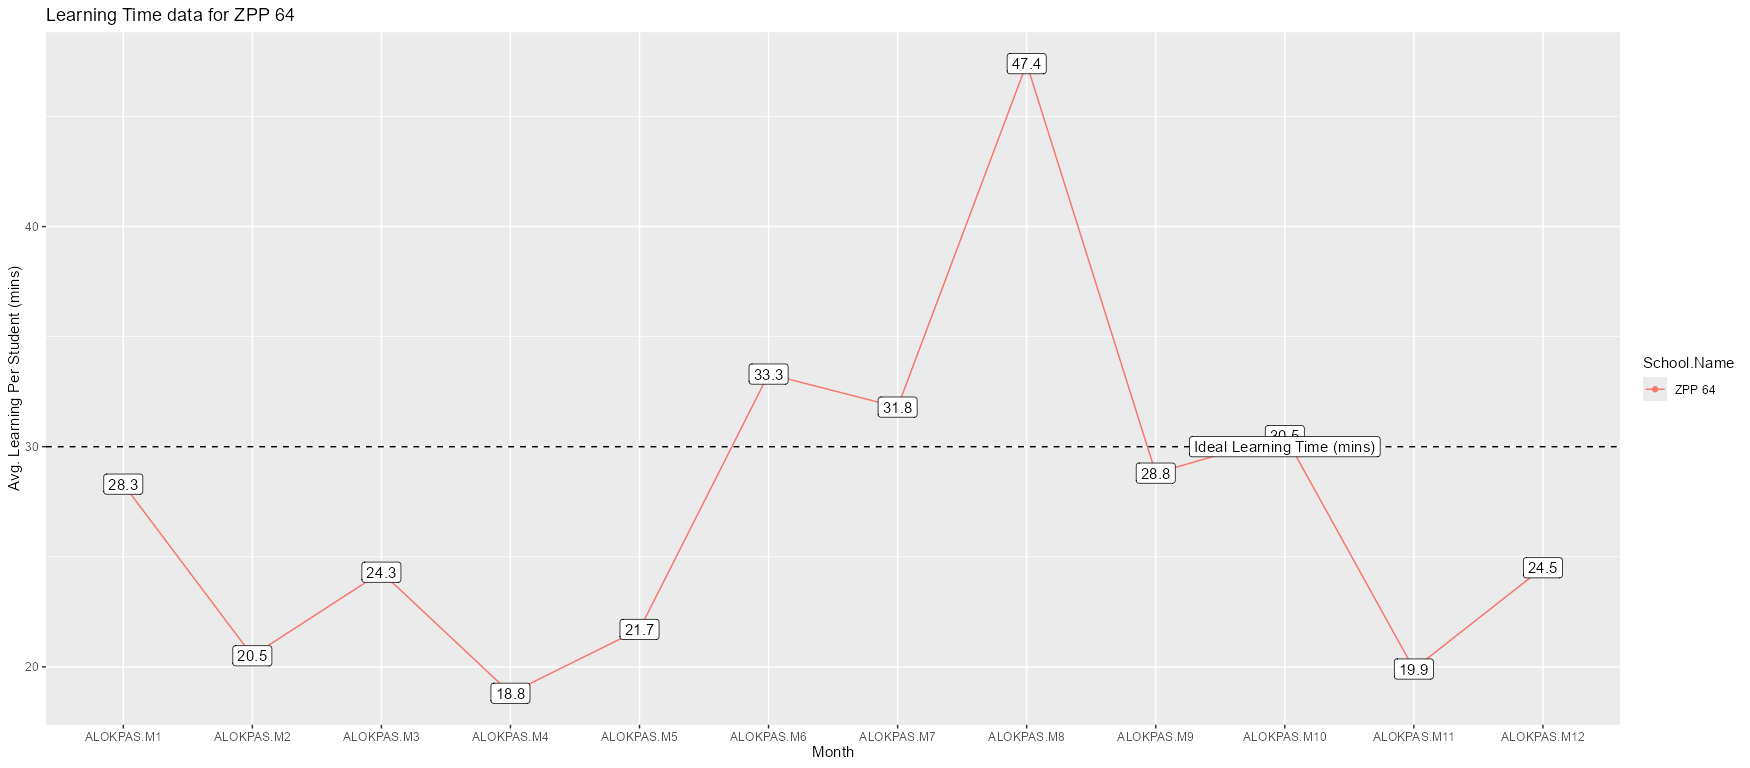 Learning Time data for ZPP 64
Avg. Learning Per Student (mins)
40
30
20
47.4
33.3
31.8
30.5
Ideal Learning Time (mins)
28.8
28.3
24.3
24.5
21.7
20.5
19.9
18.8
ALOKPAS.M1 ALOKPAS.M2 ALOKPAS.M3 ALOKPAS.M4 ALOKPAS.M5 ALOKPAS.M6 ALOKPAS.M7 ALOKPAS.M8 ALOKPAS.M9 ALOKPAS.M10 ALOKPAS.M11 ALOKPAS.M12
Month
School.Name
ZPP 64